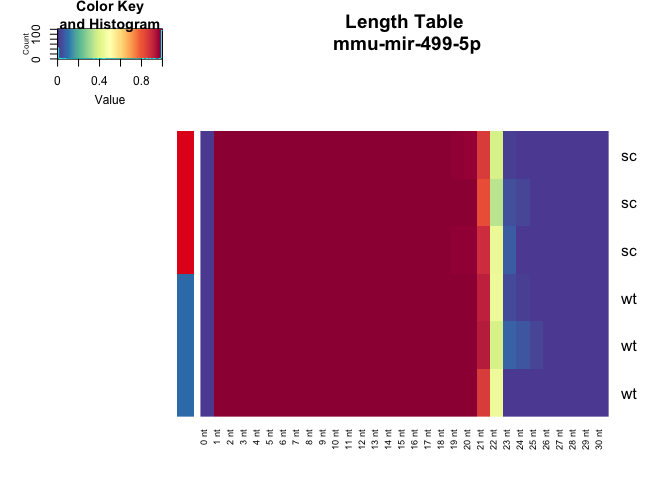 Color Key
and Histogram
Count
0 100
0 0.4 0.8
Value
Length Table
mmu-mir-499-5p
sc
sc
sc
wt
wt
wt
0 nt
1 nt
2 nt
3 nt
4 nt
5 nt
6 nt
7 nt
8 nt
9 nt
10 nt
11 nt
12 nt
13 nt
14 nt
15 nt
16 nt
17 nt
18 nt
19 nt
20 nt
21 nt
22 nt
23 nt
24 nt
25 nt
26 nt
27 nt
28 nt
29 nt
30 nt